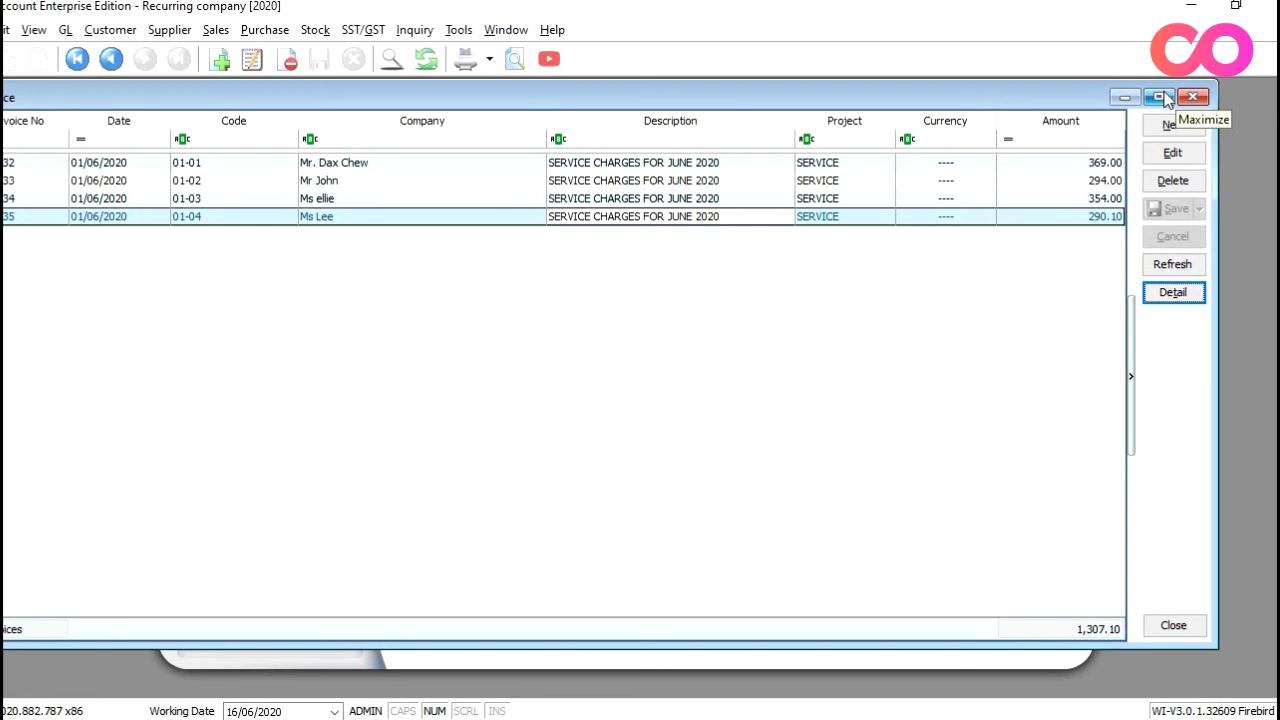 ccount Enterprise Edition - Recurring company [2020]
it View GL Customer Supplier Sales Purchase Stock SST/GST Inquiry Tools Window Help
CO
ce
Maximize
voice No Date Code Company Description Project Currency Amount
32 01/06/2020 01-01 Mr. Dax Chew SERVICE CHARGES FOR JUNE 2020 SERVICE ---- 369.00
33 01/06/2020 01-02 Mr John SERVICE CHARGES FOR JUNE 2020 SERVICE ---- 294.00
34 01/06/2020 01-03 Ms ellie SERVICE CHARGES FOR JUNE 2020 SERVICE ---- 354.00
35 01/06/2020 01-04 Ms Lee SERVICE CHARGES FOR JUNE 2020 SERVICE ---- 290.10
Ne
Edit
Delete
Save
Cancel
Refresh
Detail
oices 1,307.10
Close
020.882.787 x86 Working Date 16/06/2020 ADMIN CAPS NUM SCRL INS WI-V3.0.1.32609 Firebird